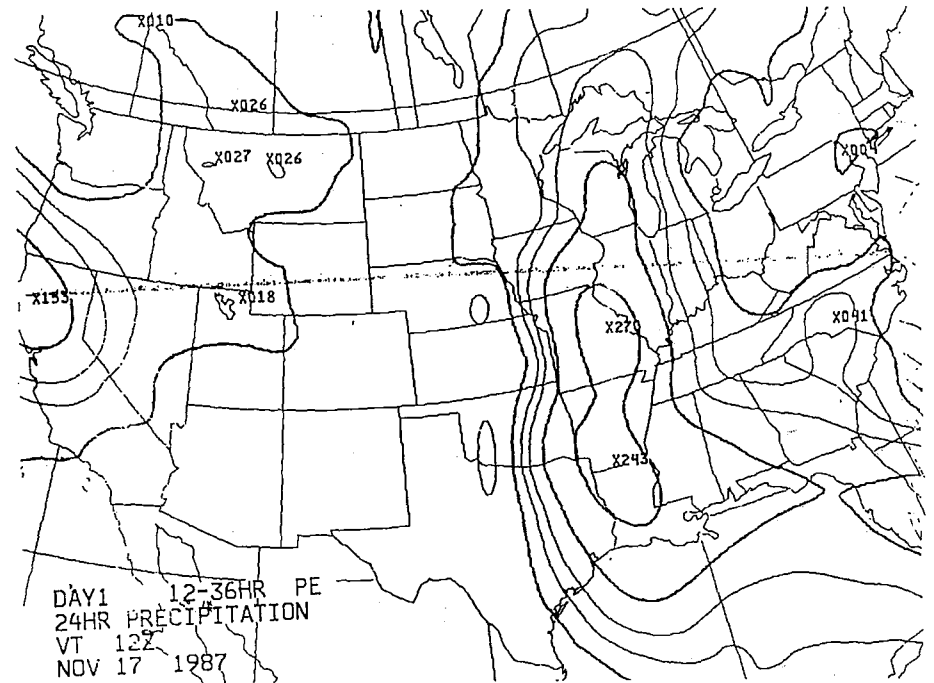 X010
X026
X027 X026
X004
X133
X018
X270
X041
X243
DAY1 12-36HR PE
24HR PRECIPITATION
VT 12Z
NOV 17 1987